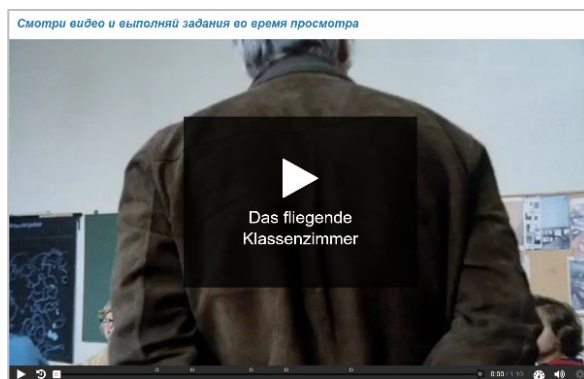 Смотри видео и выполняй задания во время просмотра
Das fliegende
Klassenzimmer
0:00 / 1:10